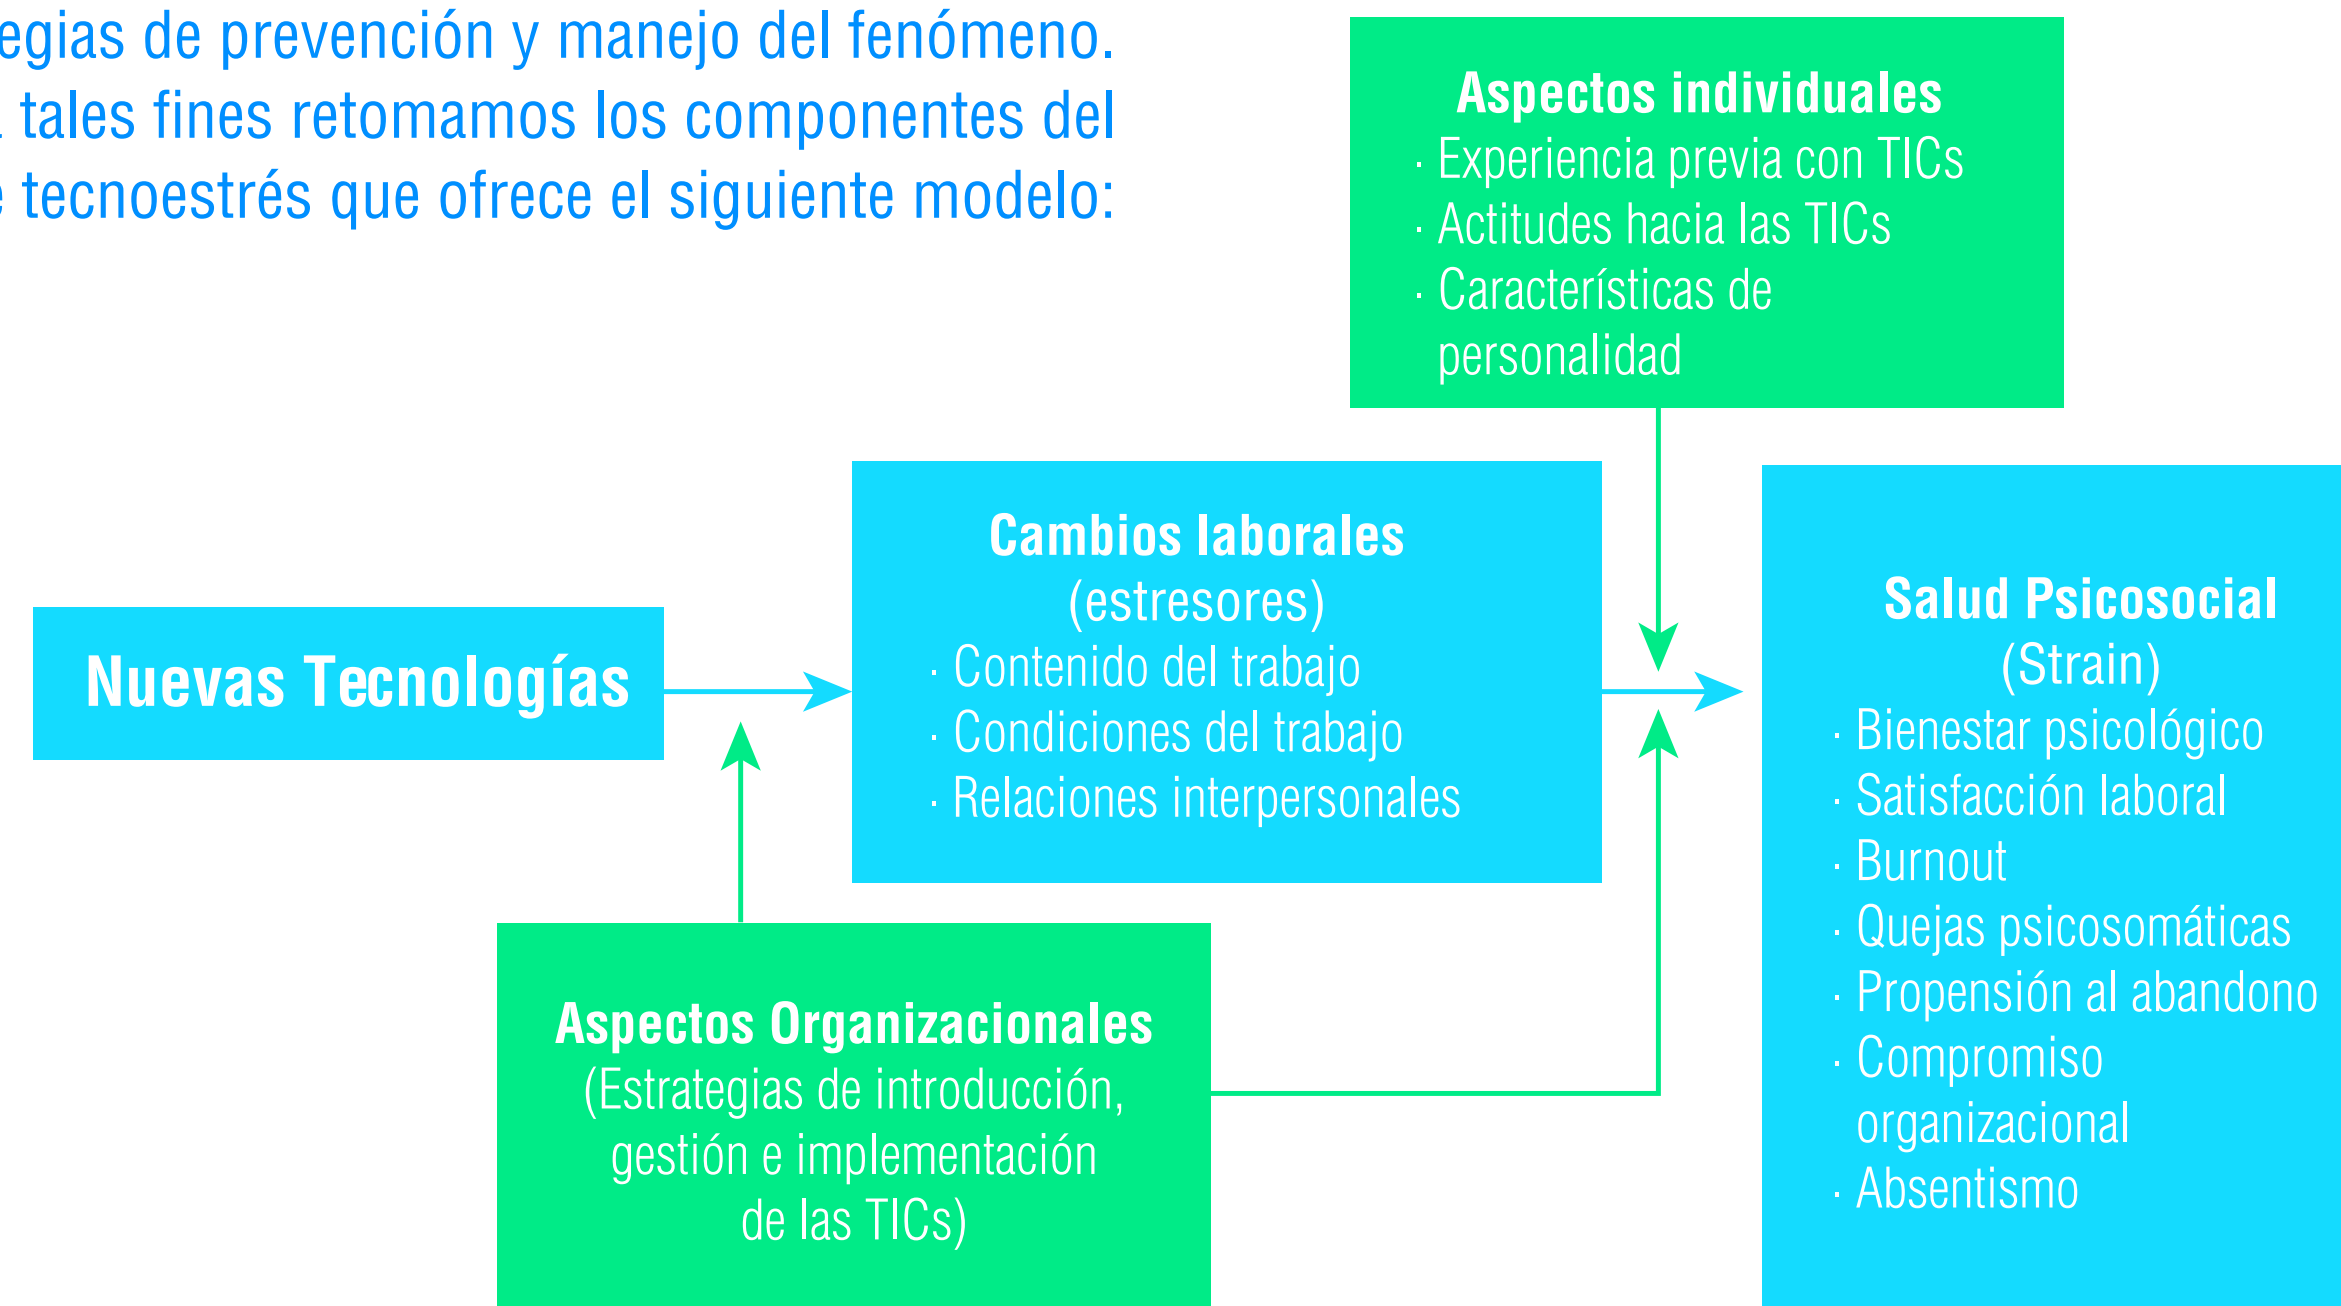 egias de prevención y manejo del fenómeno.
tales fines retomamos los componentes del
tecnoestrés que ofrece el siguiente modelo:
Aspectos individuales
· Experiencia previa con TICs
· Actitudes hacia las TICs
· Características de
personalidad
Nuevas Tecnologías
Cambios laborales
(estresores)
· Contenido del trabajo
· Condiciones del trabajo
· Relaciones interpersonales
Salud Psicosocial
(Strain)
· Bienestar psicológico
· Satisfacción laboral
· Burnout
· Quejas psicosomáticas
· Propensión al abandono
· Compromiso
organizacional
· Absentismo
Aspectos Organizacionales
(Estrategias de introducción,
gestión e implementación
de las TICs)